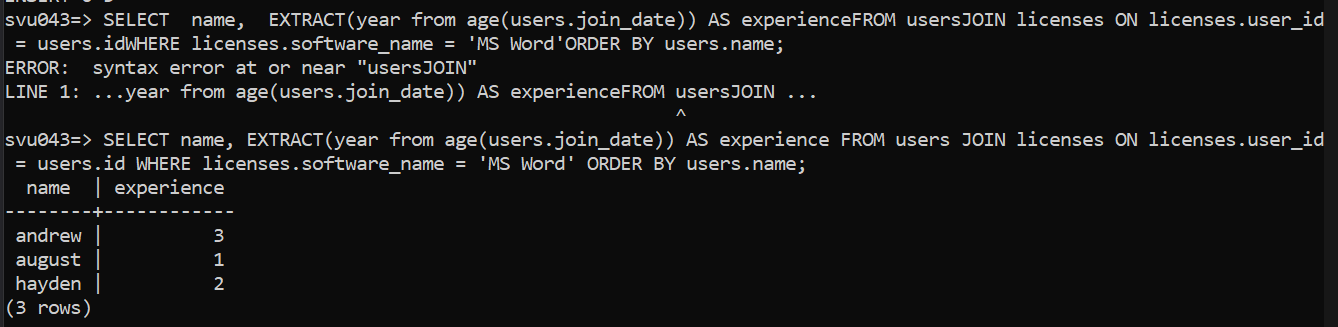 svu043=> SELECT  name,  EXTRACT(year from age(users.join_date)) AS experienceFROM usersJOIN licenses ON licenses.user_id
 = users.idWHERE licenses.software_name = 'MS Word'ORDER BY users.name;
ERROR:  syntax error at or near "usersJOIN"
LINE 1: ...year from age(users.join_date)) AS experienceFROM usersJOIN ...
                                                             ^
svu043=> SELECT name, EXTRACT(year from age(users.join_date)) AS experience FROM users JOIN licenses ON licenses.user_id
 = users.id WHERE licenses.software_name = 'MS Word' ORDER BY users.name;
  name  | experience
--------+------------
 andrew |          3
 august |          1
 hayden |          2
(3 rows)